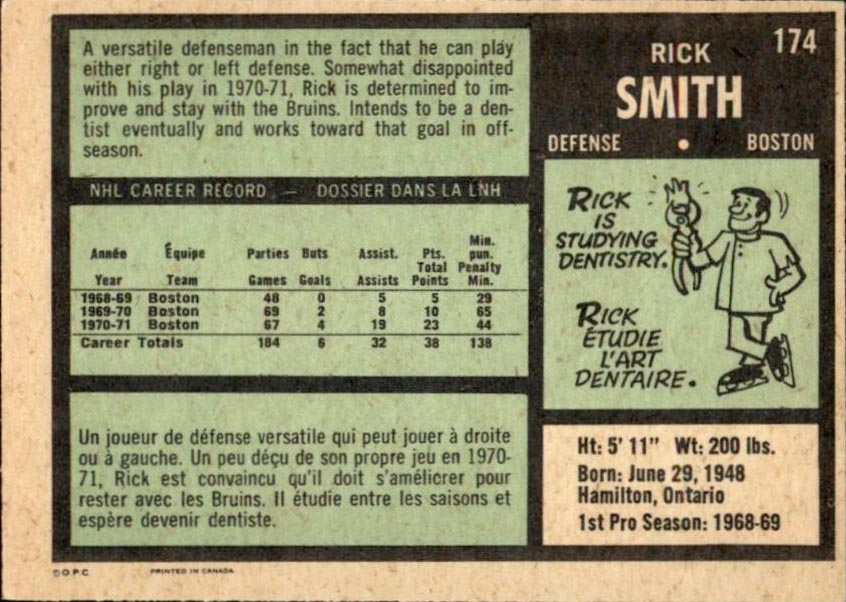 A versatile defenseman in the fact that he can play
either right or left defense. Somewhat disappointed
with his play in 1970-71, Rick is determined to im-
prove and stay with the Bruins. Intends to be a den-
tist eventually and works toward that goal in off-
season.
NHL CAREER RECORD — DOSSIER DANS LA LNH
Année Équipe Parties Buts Assist. Pts. Total Min. pun. Penalty
Year Team Games Goals Assists Points Min.
1968-69 Boston 48 0 5 5 29
1969-70 Boston 69 2 8 10 65
1970-71 Boston 67 4 19 23 44
Career Totals 184 6 32 38 138
Un joueur de défense versatile qui peut jouer à droite
ou à gauche. Un peu déçu de son propre jeu en 1970-
71, Rick est convaincu qu'il doit s'amélicrer pour
rester avec les Bruins. Il étudie entre les saisons et
espère devenir dentiste.
©O.P.C. PRINTED IN CANADA
174
RICK
SMITH
DEFENSE • BOSTON
RICK
IS
STUDYING
DENTISTRY.
RICK
ÉTUDIE
L'ART
DENTAIRE.
Ht: 5' 11" Wt: 200 lbs.
Born: June 29, 1948
Hamilton, Ontario
1st Pro Season: 1968-69